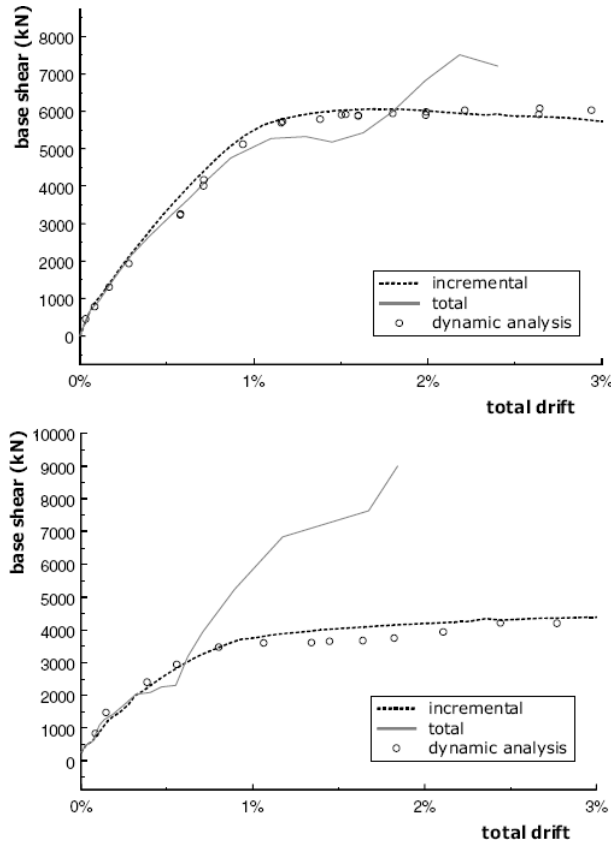 base shear (kN)
8000
7000
6000
5000
4000
3000
2000
1000
0
incremental
total
dynamic analysis
0% 1% 2% 3%
total drift
base shear (kN)
10000
9000
8000
7000
6000
5000
4000
3000
2000
1000
0
incremental
total
dynamic analysis
0% 1% 2% 3%
total drift